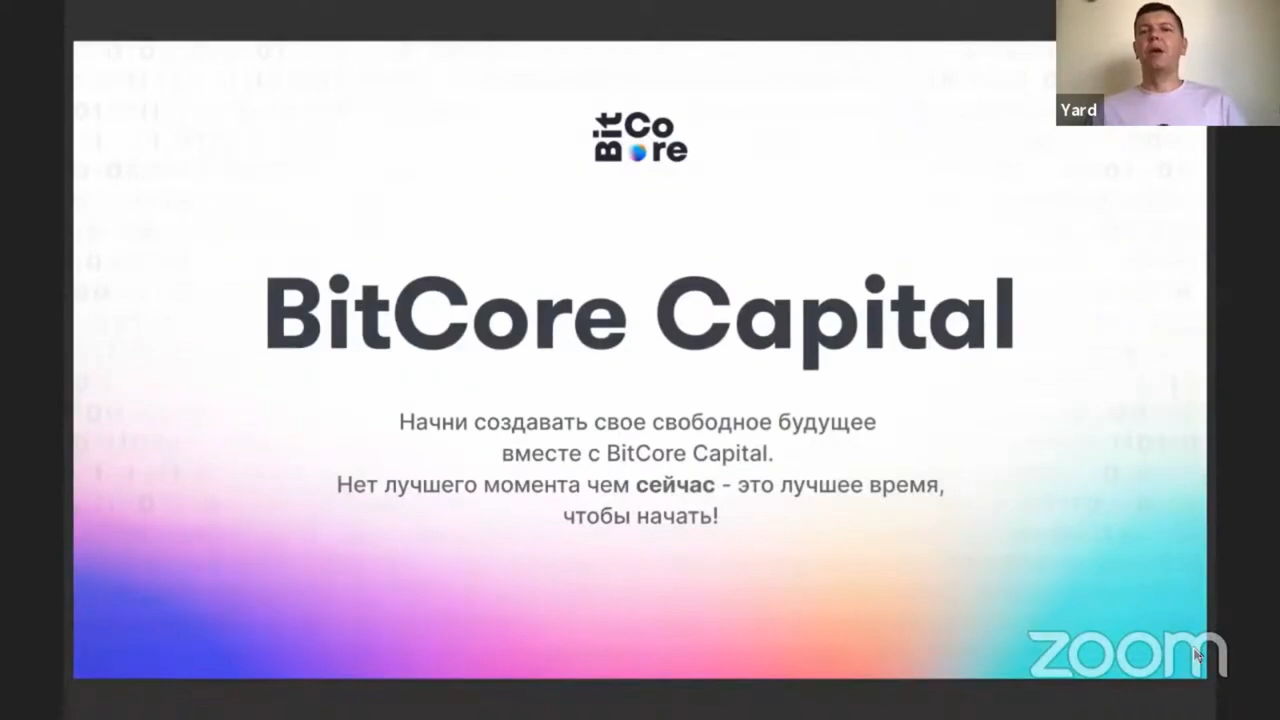 Yard
BitCore
BitCore Capital
Начни создавать свое свободное будущее
вместе с BitCore Capital.
Нет лучшего момента чем сейчас - это лучшее время,
чтобы начать!
zoom